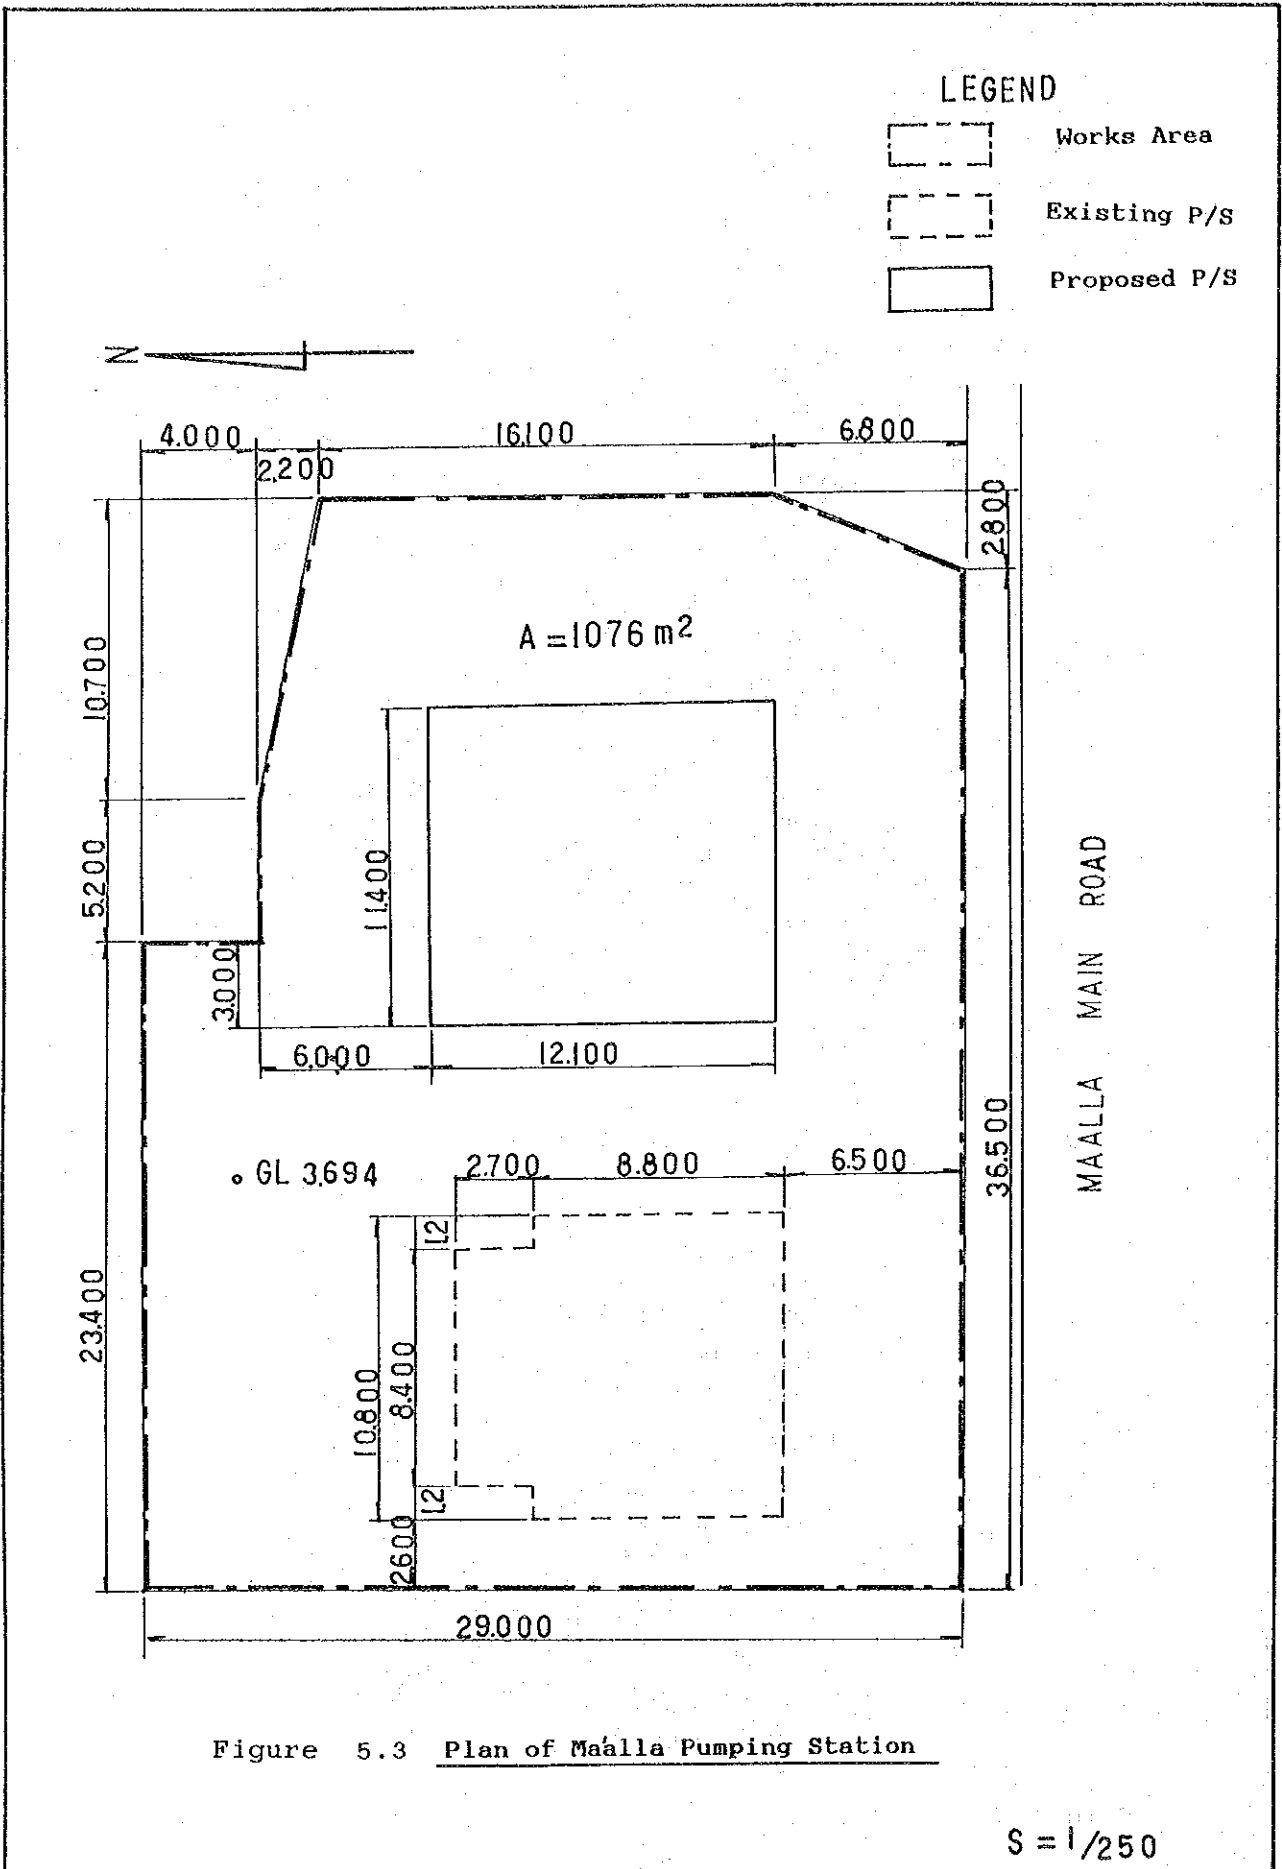 LEGEND
Works Area
Existing P/S
Proposed P/S
N
4.000
16.100
6.800
2.200
2.800
A = 1076 m²
10.700
5.200
11.400
3.000
6.000
12.100
MAALLA MAIN ROAD
36.500
GL 3.694
2.700
8.800
6.500
1.2
23.400
10.800
8.400
1.2
2.600
29.000
Figure 5.3 Plan of Ma'alla Pumping Station
S = 1/250